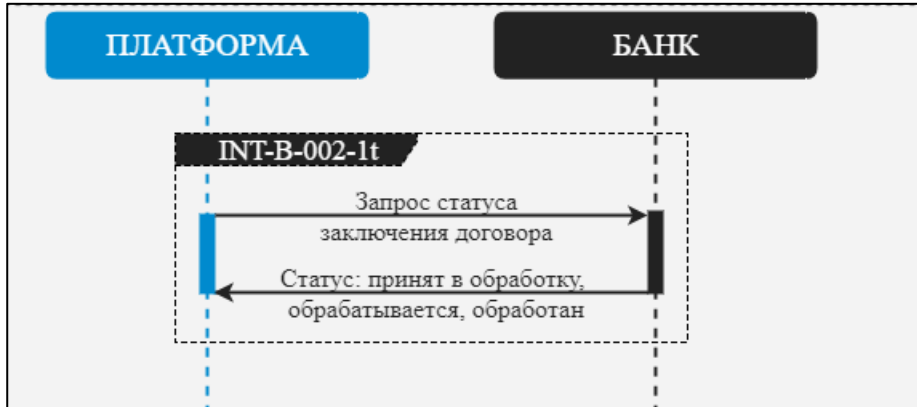 ПЛАТФОРМА
БАНК
INT-B-002-1t
Запрос статуса
заключения договора
Статус: принят в обработку,
обрабатывается, обработан